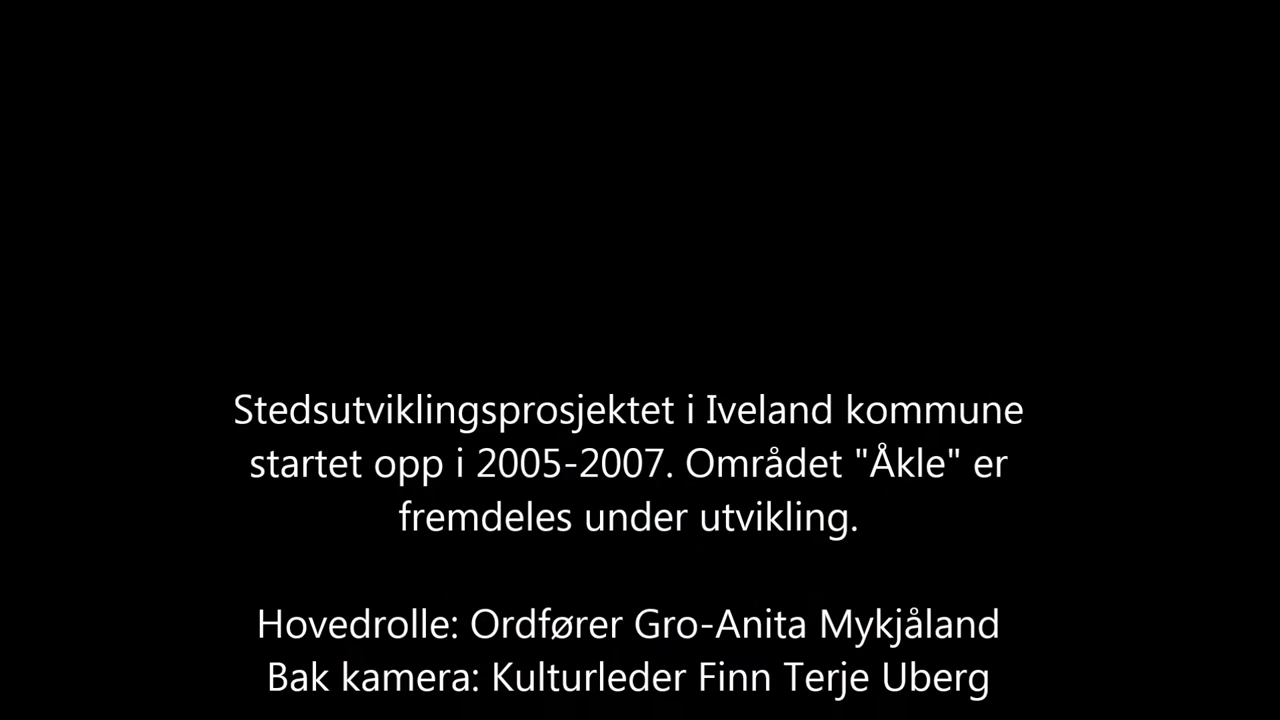 Stedsutviklingsprosjektet i Iveland kommune
startet opp i 2005-2007. Området "Åkle" er
fremdeles under utvikling.
Hovedrolle: Ordfører Gro-Anita Mykjåland
Bak kamera: Kulturleder Finn Terje Uberg